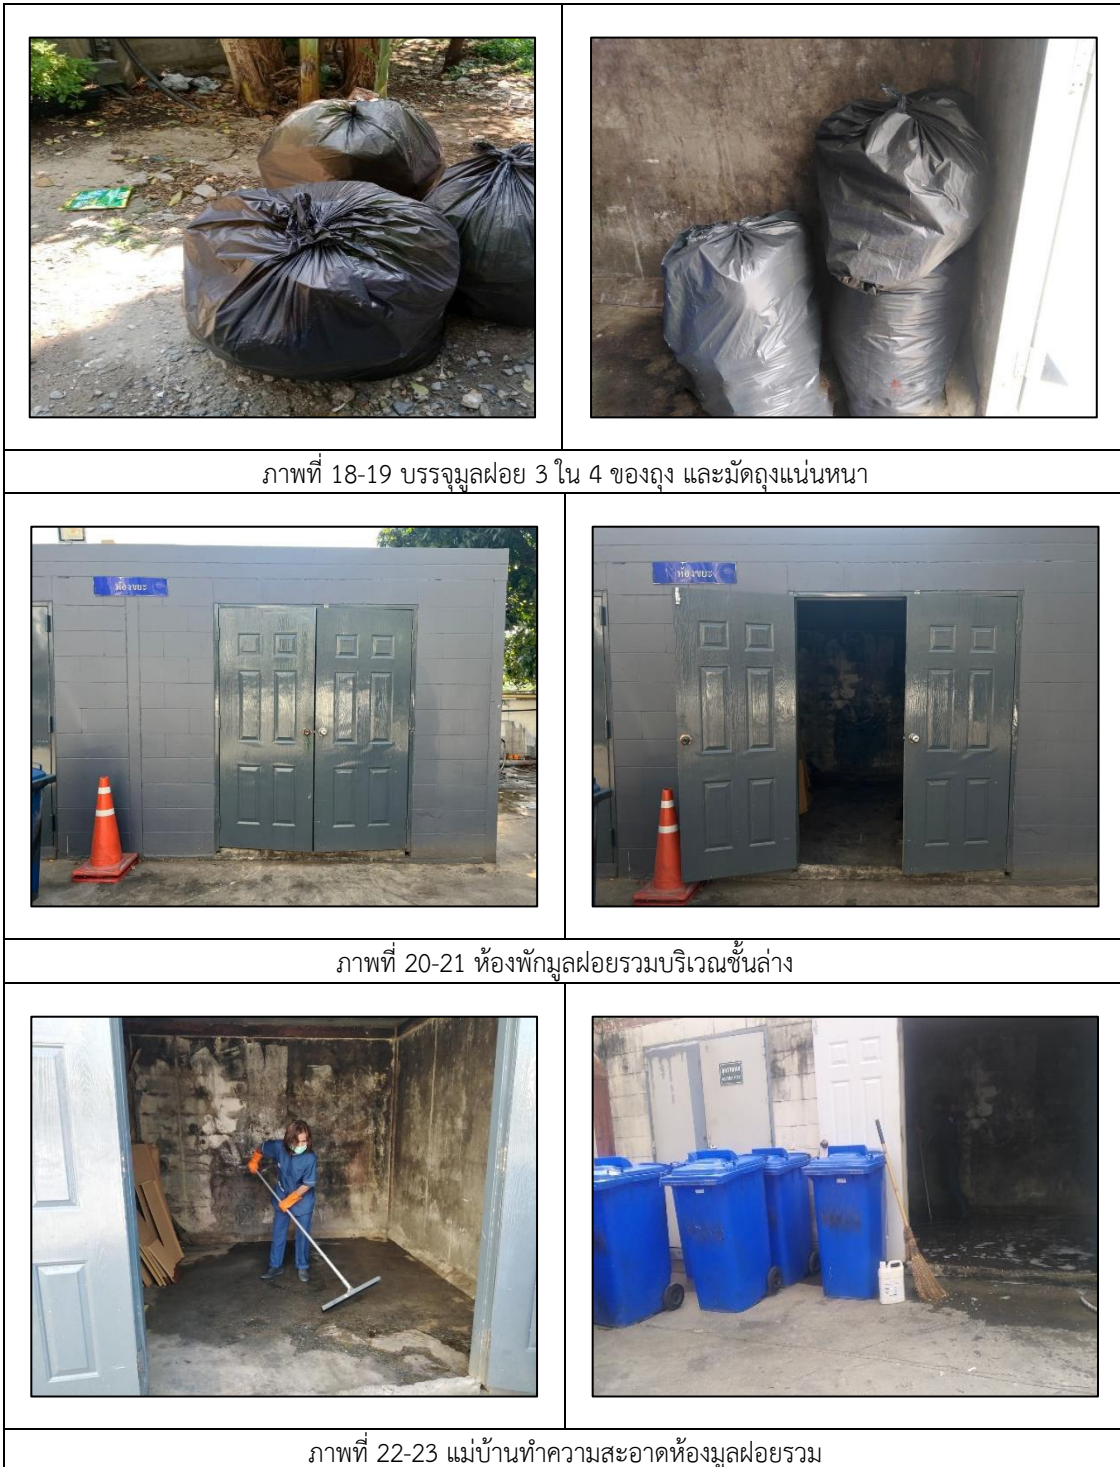 ภาพที่ 18-19 บรรจุมูลฝอย 3 ใน 4 ของถุง และมัดถุงแน่นหนา
ห้องขยะ
ห้องขยะ
ภาพที่ 20-21 ห้องพักมูลฝอยรวมบริเวณชั้นล่าง
ภาพที่ 22-23 แม่บ้านทำความสะอาดห้องมูลฝอยรวม